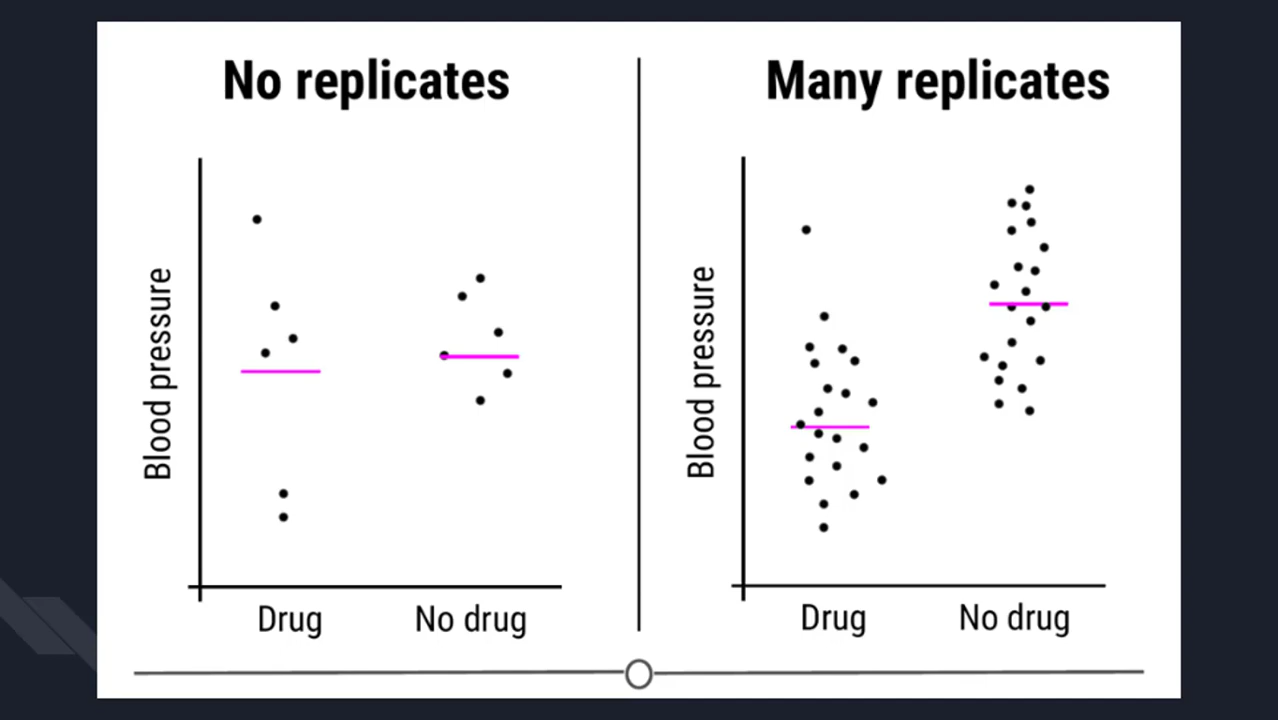 No replicates
Blood pressure
Drug
No drug
Many replicates
Blood pressure
Drug
No drug